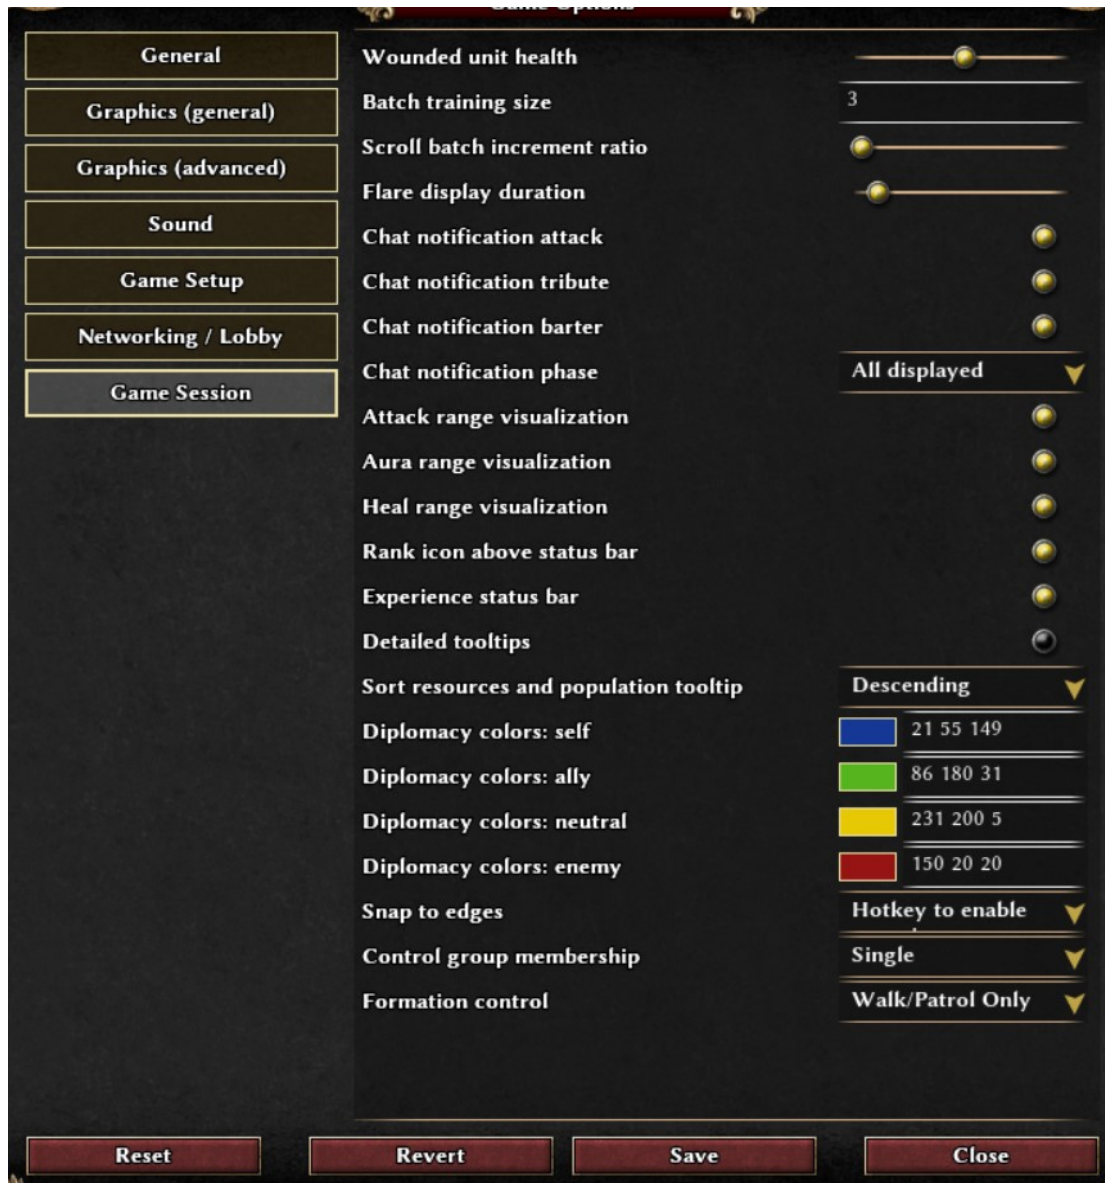 Game Options
General
Graphics (general)
Graphics (advanced)
Sound
Game Setup
Networking / Lobby
Game Session
Wounded unit health
Batch training size 3
Scroll batch increment ratio
Flare display duration
Chat notification attack
Chat notification tribute
Chat notification barter
Chat notification phase All displayed
Attack range visualization
Aura range visualization
Heal range visualization
Rank icon above status bar
Experience status bar
Detailed tooltips
Sort resources and population tooltip Descending
Diplomacy colors: self 21 55 149
Diplomacy colors: ally 86 180 31
Diplomacy colors: neutral 231 200 5
Diplomacy colors: enemy 150 20 20
Snap to edges Hotkey to enable
Control group membership Single
Formation control Walk/Patrol Only
Reset Revert Save Close